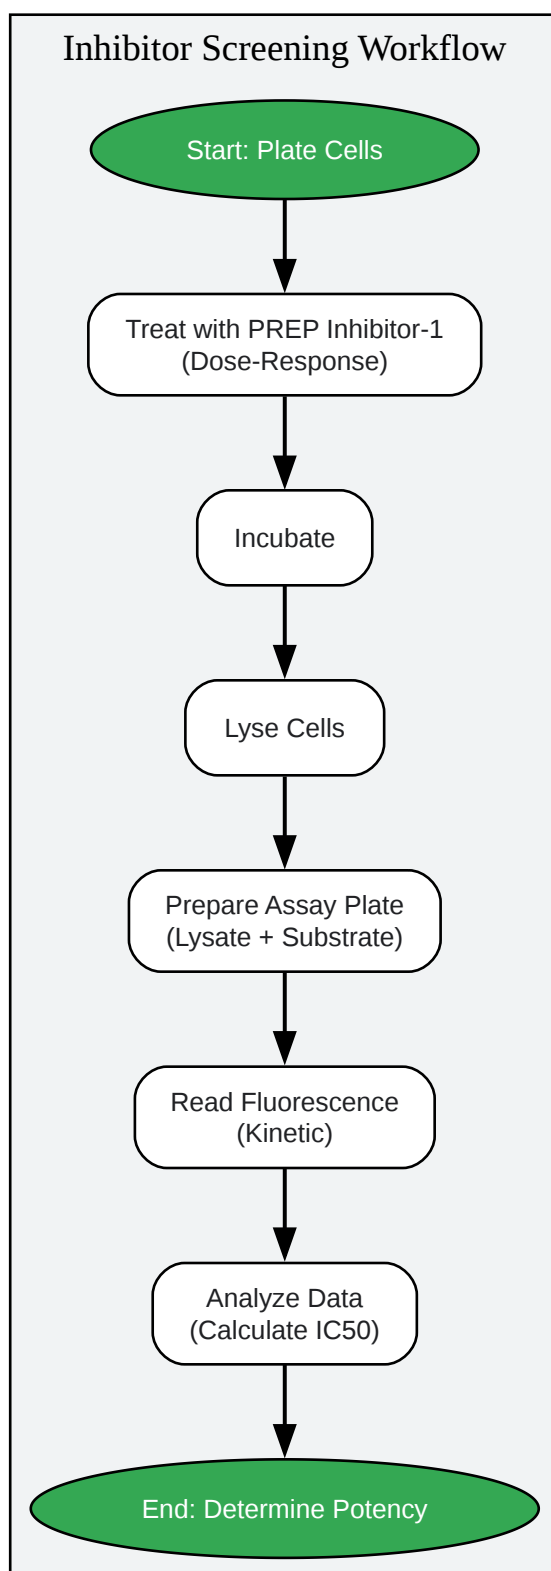 Inhibitor Screening Workflow
Start: Plate Cells
Treat with PREP Inhibitor-1
(Dose-Response)
Incubate
Lyse Cells
Prepare Assay Plate
(Lysate + Substrate)
Read Fluorescence
(Kinetic)
Analyze Data
(Calculate IC50)
End: Determine Potency